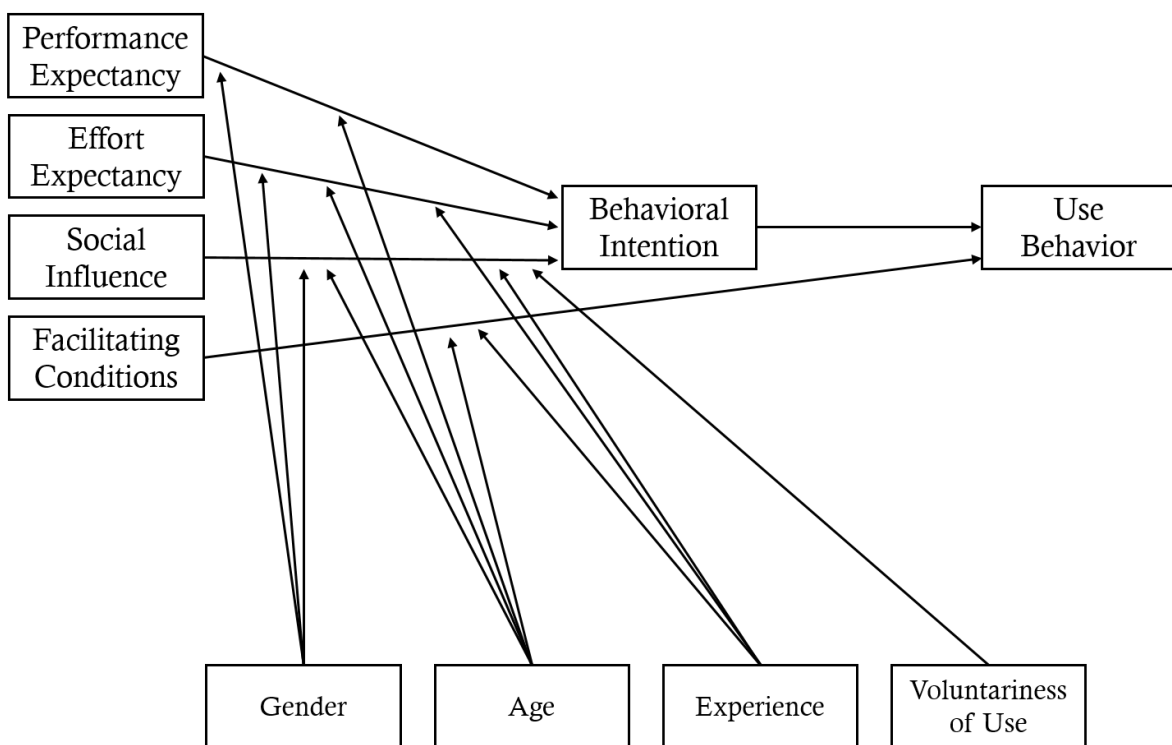 Performance
Expectancy
Effort
Expectancy
Social
Influence
Facilitating
Conditions
Behavioral
Intention
Use
Behavior
Gender
Age
Experience
Voluntariness
of Use